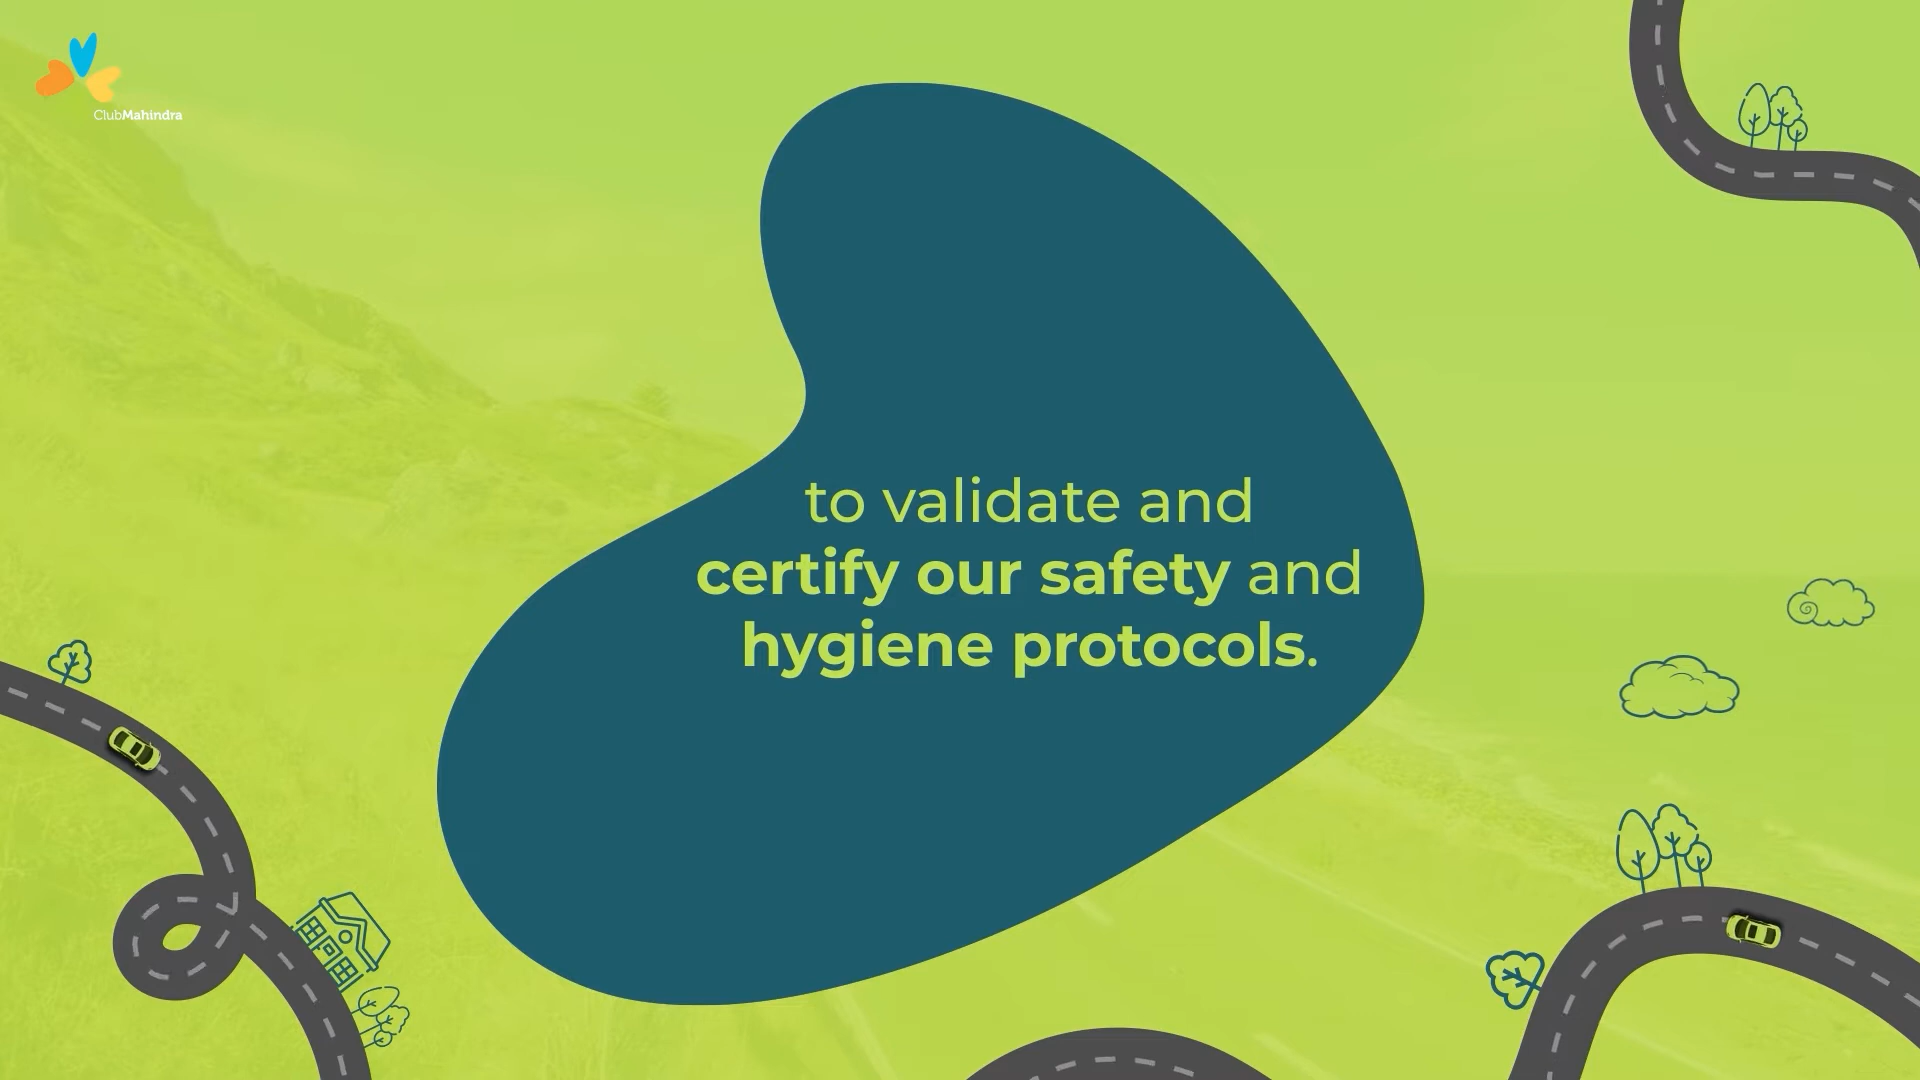 ClubMahindra
to validate and
certify our safety and
hygiene protocols.